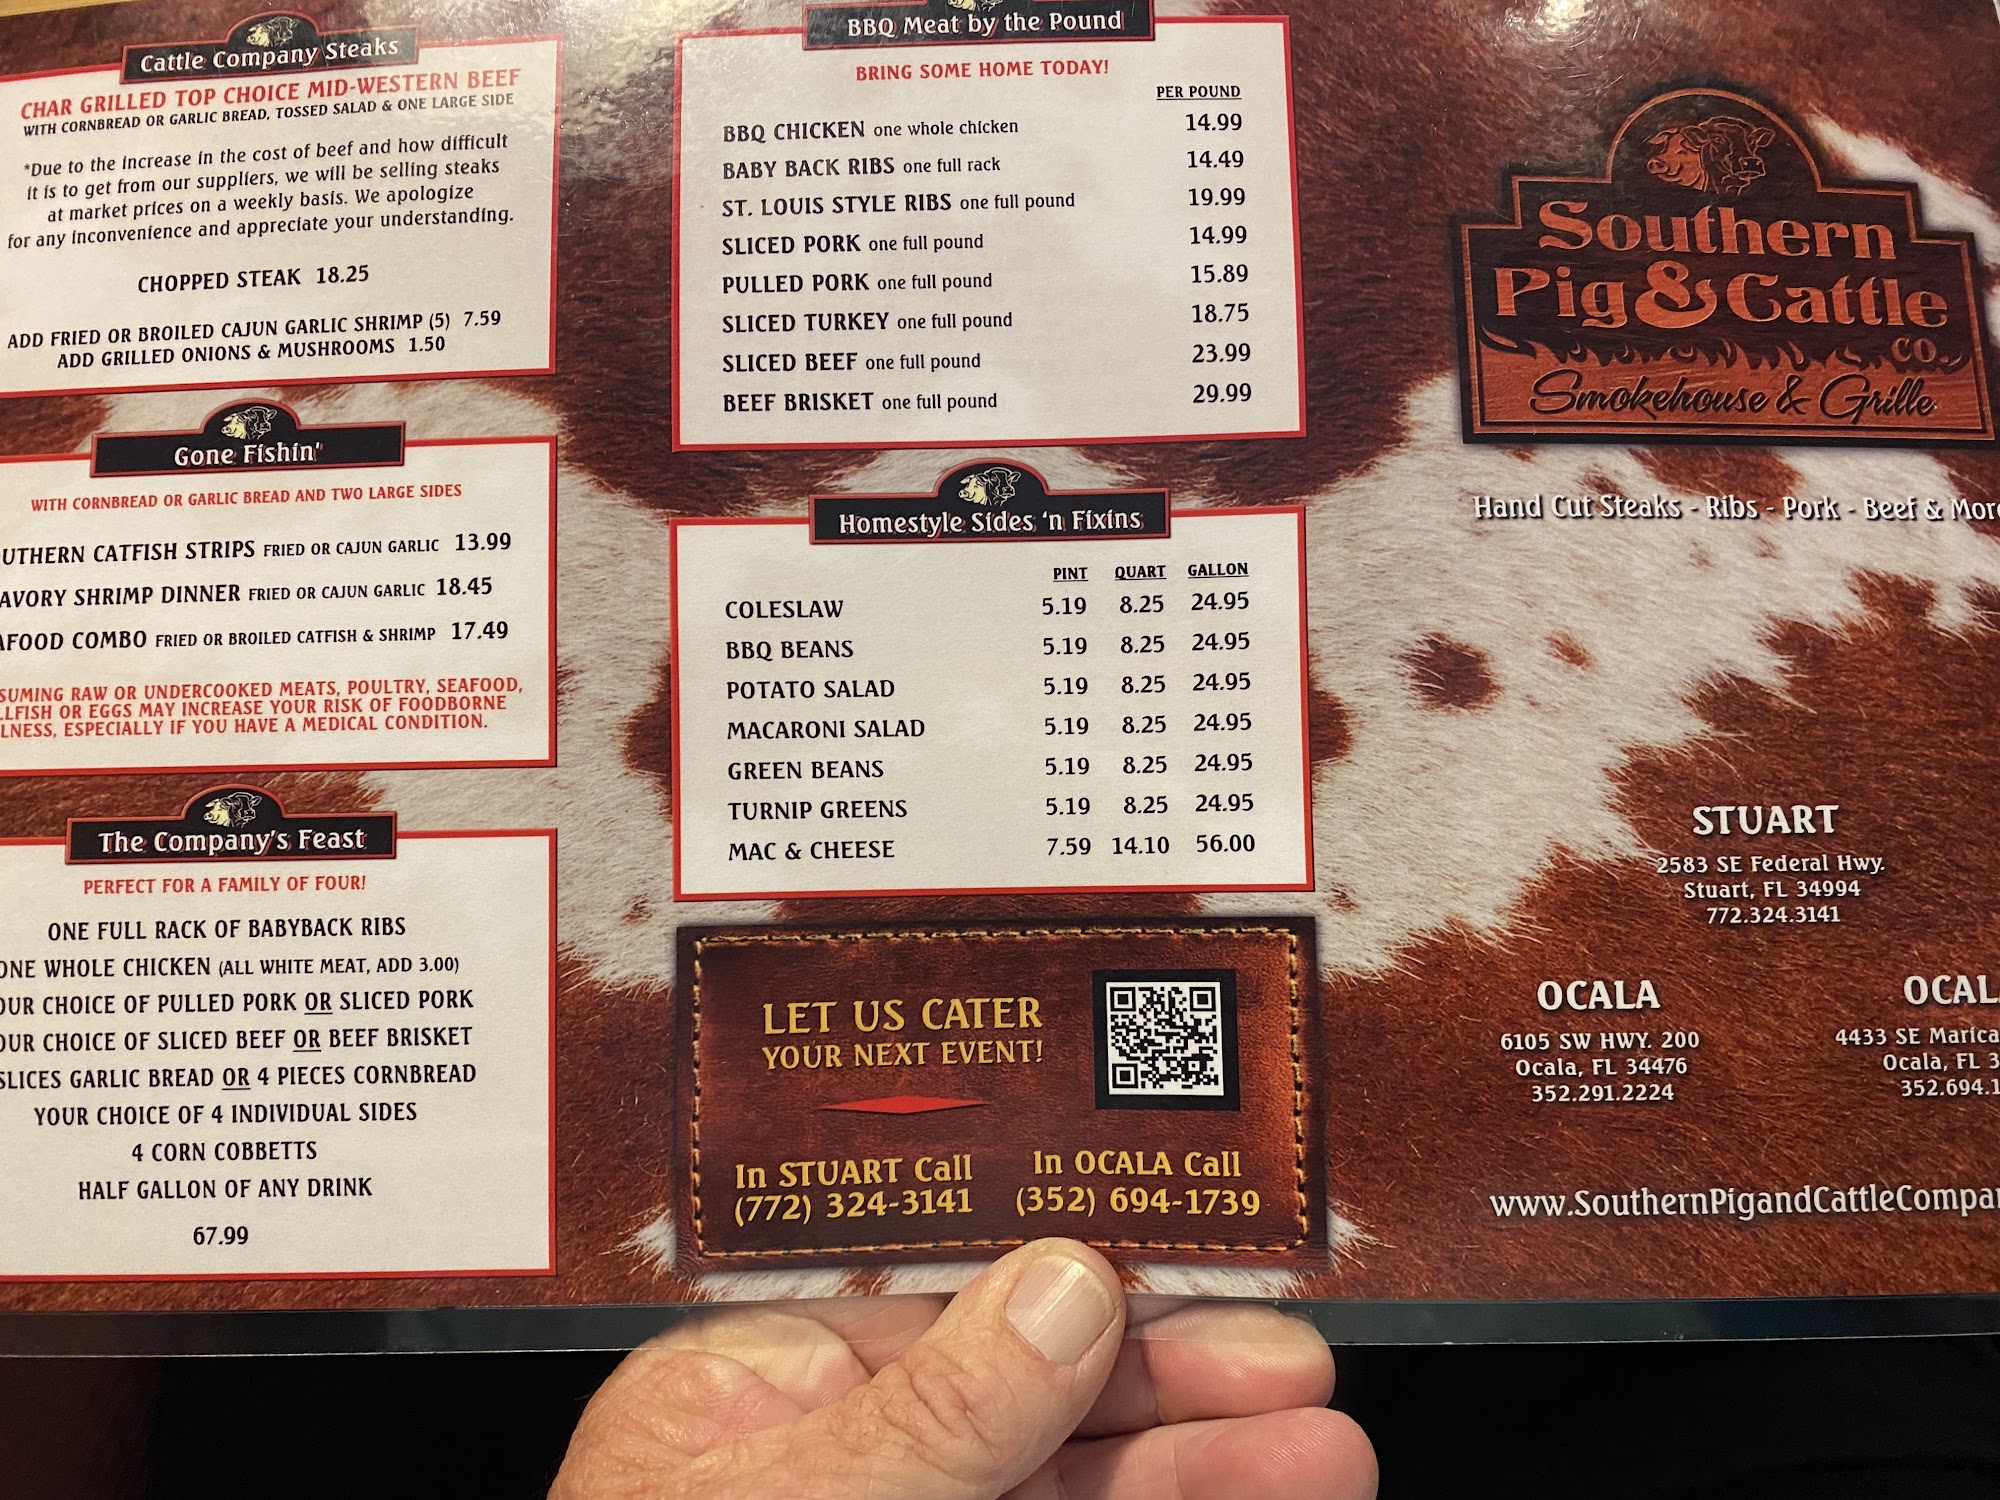 Cattle Company Steaks
CHAR GRILLED TOP CHOICE MID-WESTERN BEEF
WITH CORNBREAD OR GARLIC BREAD, TOSSED SALAD & ONE LARGE SIDE
*Due to the increase in the cost of beef and how difficult
it is to get from our suppliers, we will be selling steaks
at market prices on a weekly basis. We apologize
for any inconvenience and appreciate your understanding.
CHOPPED STEAK 18.25
ADD FRIED OR BROILED CAJUN GARLIC SHRIMP (5) 7.59
ADD GRILLED ONIONS & MUSHROOMS 1.50
Gone Fishin'
WITH CORNBREAD OR GARLIC BREAD AND TWO LARGE SIDES
UTHERN CATFISH STRIPS FRIED OR CAJUN GARLIC 13.99
AVORY SHRIMP DINNER FRIED OR CAJUN GARLIC 18.45
AFOOD COMBO FRIED OR BROILED CATFISH & SHRIMP 17.49
SUMING RAW OR UNDERCOOKED MEATS, POULTRY, SEAFOOD,
LLFISH OR EGGS MAY INCREASE YOUR RISK OF FOODBORNE
LNESS, ESPECIALLY IF YOU HAVE A MEDICAL CONDITION.
The Company's Feast
PERFECT FOR A FAMILY OF FOUR!
ONE FULL RACK OF BABYBACK RIBS
ONE WHOLE CHICKEN (ALL WHITE MEAT, ADD 3.00)
OUR CHOICE OF PULLED PORK OR SLICED PORK
OUR CHOICE OF SLICED BEEF OR BEEF BRISKET
SLICES GARLIC BREAD OR 4 PIECES CORNBREAD
YOUR CHOICE OF 4 INDIVIDUAL SIDES
4 CORN COBBETTS
HALF GALLON OF ANY DRINK
67.99
BBQ Meat by the Pound
BRING SOME HOME TODAY!
PER POUND
BBQ CHICKEN one whole chicken 14.99
BABY BACK RIBS one full rack 14.49
ST. LOUIS STYLE RIBS one full pound 19.99
SLICED PORK one full pound 14.99
PULLED PORK one full pound 15.89
SLICED TURKEY one full pound 18.75
SLICED BEEF one full pound 23.99
BEEF BRISKET one full pound 29.99
Homestyle Sides 'n Fixins
PINT QUART GALLON
COLESLAW 5.19 8.25 24.95
BBQ BEANS 5.19 8.25 24.95
POTATO SALAD 5.19 8.25 24.95
MACARONI SALAD 5.19 8.25 24.95
GREEN BEANS 5.19 8.25 24.95
TURNIP GREENS 5.19 8.25 24.95
MAC & CHEESE 7.59 14.10 56.00
LET US CATER
YOUR NEXT EVENT!
In STUART Call
(772) 324-3141
In OCALA Call
(352) 694-1739
Southern
Pig & Cattle
CO.
Smokehouse & Grille
Hand Cut Steaks - Ribs - Pork - Beef & More
STUART
2583 SE Federal Hwy.
Stuart, FL 34994
772.324.3141
OCALA
6105 SW HWY. 200
Ocala, FL 34476
352.291.2224
OCAL
4433 SE Marica
Ocala, FL 3
352.694.1
www.SouthernPigandCattleCompan